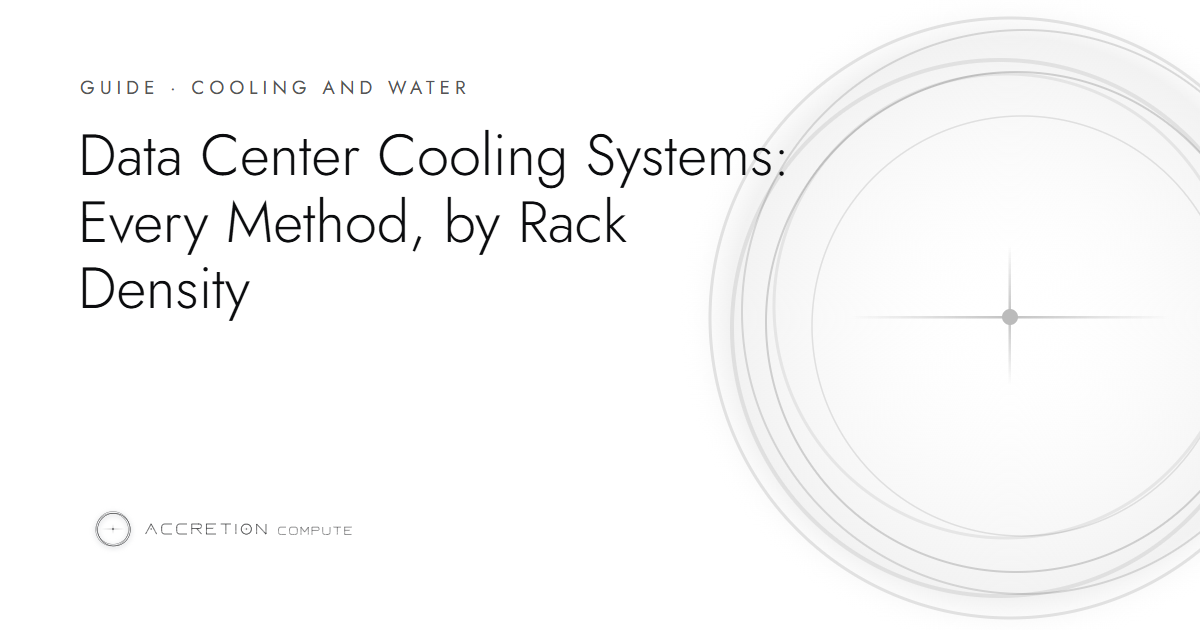 GUIDE · COOLING AND WATER
Data Center Cooling Systems:
Every Method, by Rack
Density
ACCRETION COMPUTE